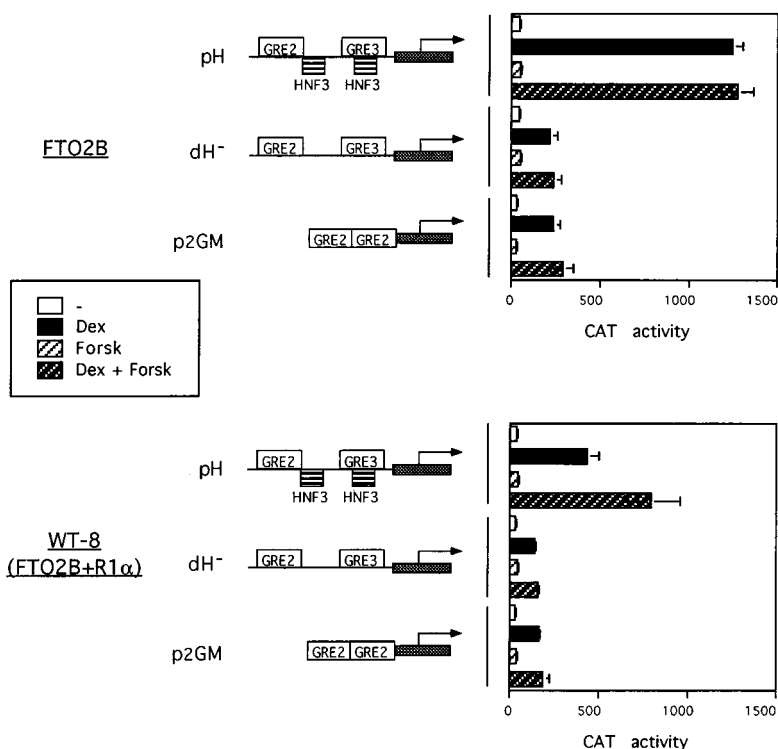 GRE2 GRE3
pH
HNF3 HNF3
FTO2B
dH-
GRE2 GRE3
p2GM
GRE2 GRE2
0 500 1000 1500
CAT activity
-
Dex
Forsk
Dex + Forsk
pH
GRE2 GRE3
HNF3 HNF3
WT-8
(FTO2B+R1α)
dH-
GRE2 GRE3
p2GM
GRE2 GRE2
0 500 1000 1500
CAT activity